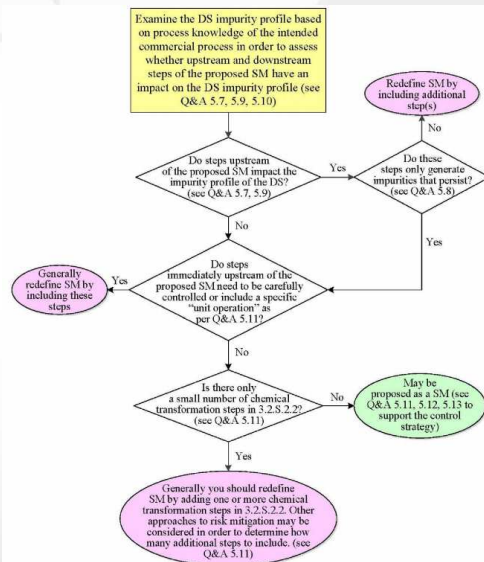 Examine the DS impurity profile based
on process knowledge of the intended
commercial process in order to assess
whether upstream and downstream
steps of the proposed SM have an
impact on the DS impurity profile (see
Q&A 5.7, 5.9, 5.10)
Redefine SM by
including additional
step(s)
No
Do steps upstream
of the proposed SM impact the
impurity profile of the DS?
(see Q&A 5.7, 5.9)
Yes
Do these
steps only generate
impurities that persist?
(see Q&A 5.8)
No
Yes
Do steps
immediately upstream of the
proposed SM need to be carefully
controlled or include a specific
"unit operation" as
per Q&A 5.11?
Yes
Generally
redefine SM by
including these
steps
No
Is there only
a small number of chemical
transformation steps in 3.2.S.2.2?
(see Q&A 5.11)
No
May be
proposed as a SM (see
Q&A 5.11, 5.12, 5.13 to
support the control
strategy)
Yes
Generally you should redefine
SM by adding one or more chemical
transformation steps in 3.2.S.2.2. Other
approaches to risk mitigation may be
considered in order to determine how
many additional steps to include. (see
Q&A 5.11)